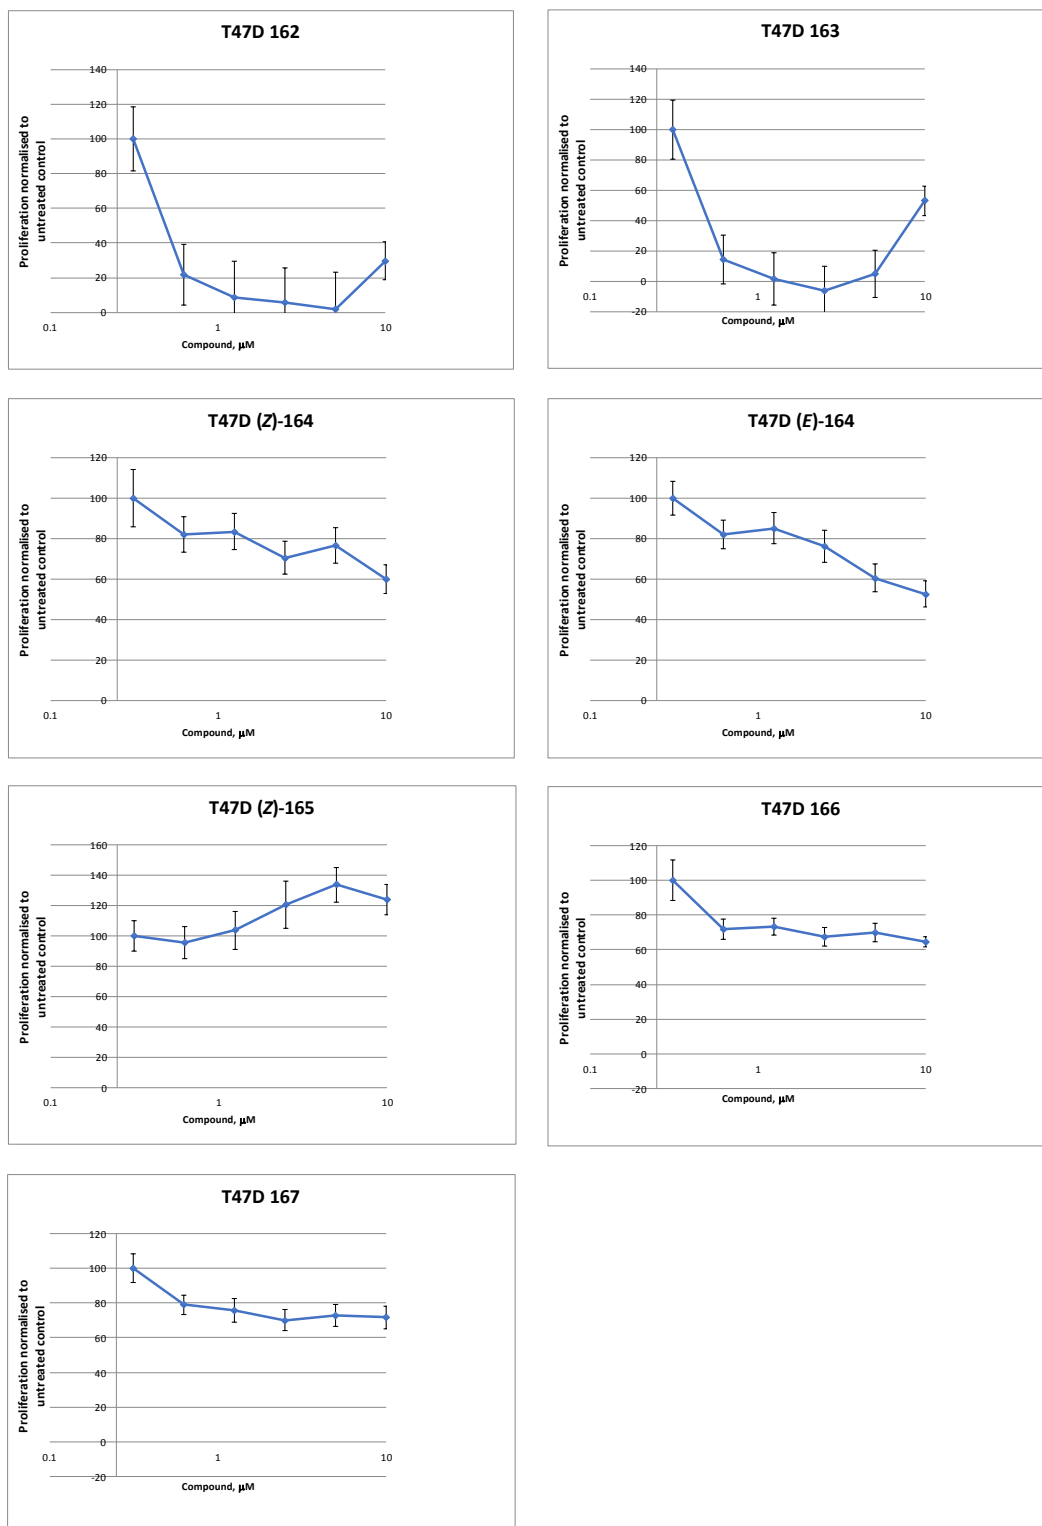 T47D 162
Proliferation normalised to
untreated control
140
120
100
80
60
40
20
0
0.1
1
10
Compound, µM
T47D 163
Proliferation normalised to
untreated control
140
120
100
80
60
40
20
0
-20
0.1
1
10
Compound, µM
T47D (Z)-164
Proliferation normalised to
untreated control
120
100
80
60
40
20
0
0.1
1
10
Compound, µM
T47D (E)-164
Proliferation normalised to
untreated control
120
100
80
60
40
20
0
0.1
1
10
Compound, µM
T47D (Z)-165
Proliferation normalised to
untreated control
160
140
120
100
80
60
40
20
0
0.1
1
10
Compound, µM
T47D 166
Proliferation normalised to
untreated control
120
100
80
60
40
20
0
-20
0.1
1
10
Compound, µM
T47D 167
Proliferation normalised to
untreated control
120
100
80
60
40
20
0
-20
0.1
1
10
Compound, µM